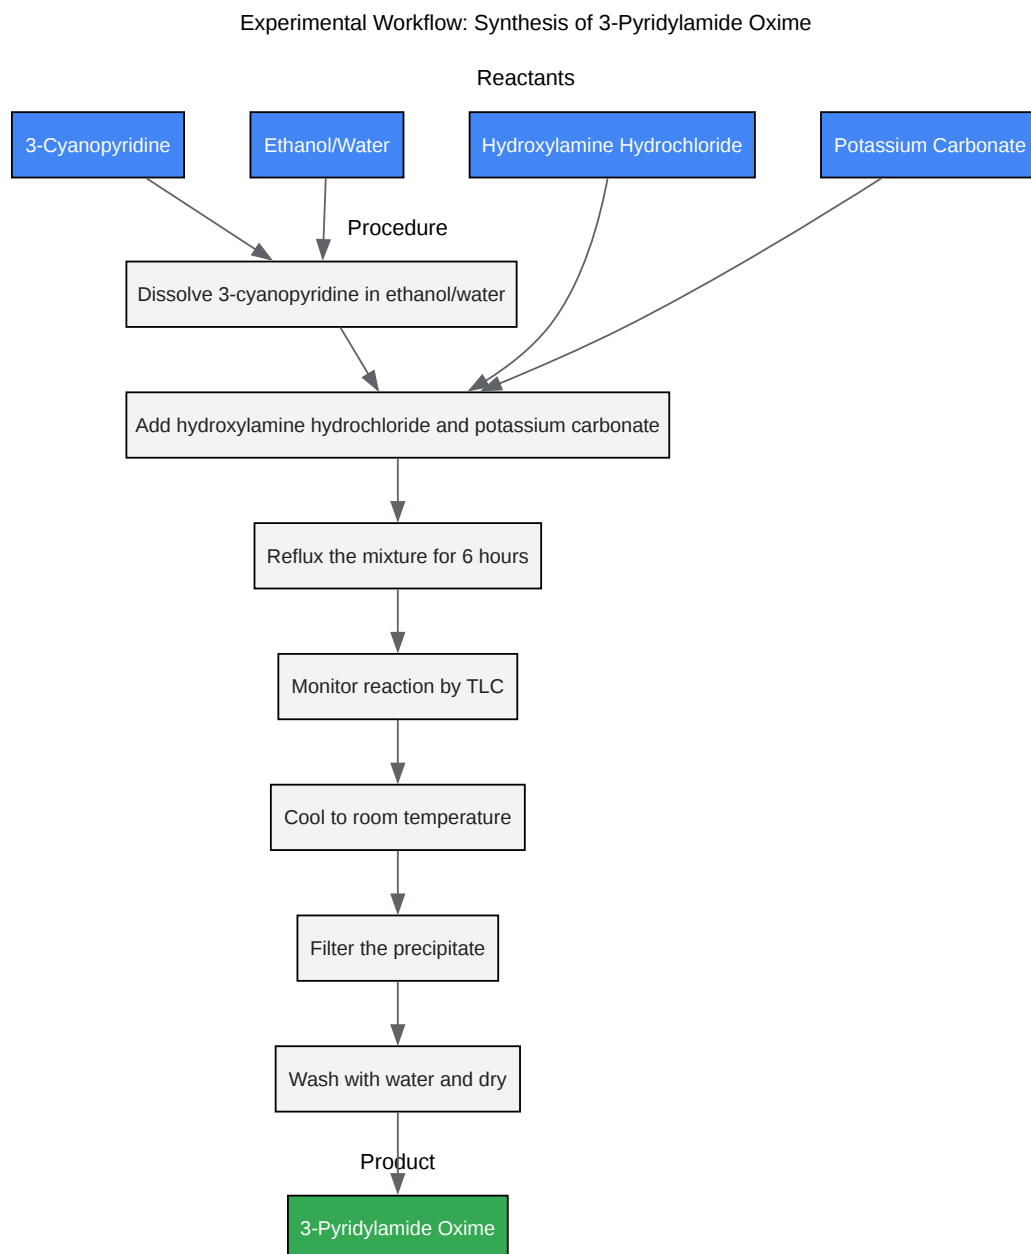 Experimental Workflow: Synthesis of 3-Pyridylamide Oxime
Reactants
3-Cyanopyridine
Ethanol/Water
Hydroxylamine Hydrochloride
Potassium Carbonate
Procedure
Dissolve 3-cyanopyridine in ethanol/water
Add hydroxylamine hydrochloride and potassium carbonate
Reflux the mixture for 6 hours
Monitor reaction by TLC
Cool to room temperature
Filter the precipitate
Wash with water and dry
Product
3-Pyridylamide Oxime